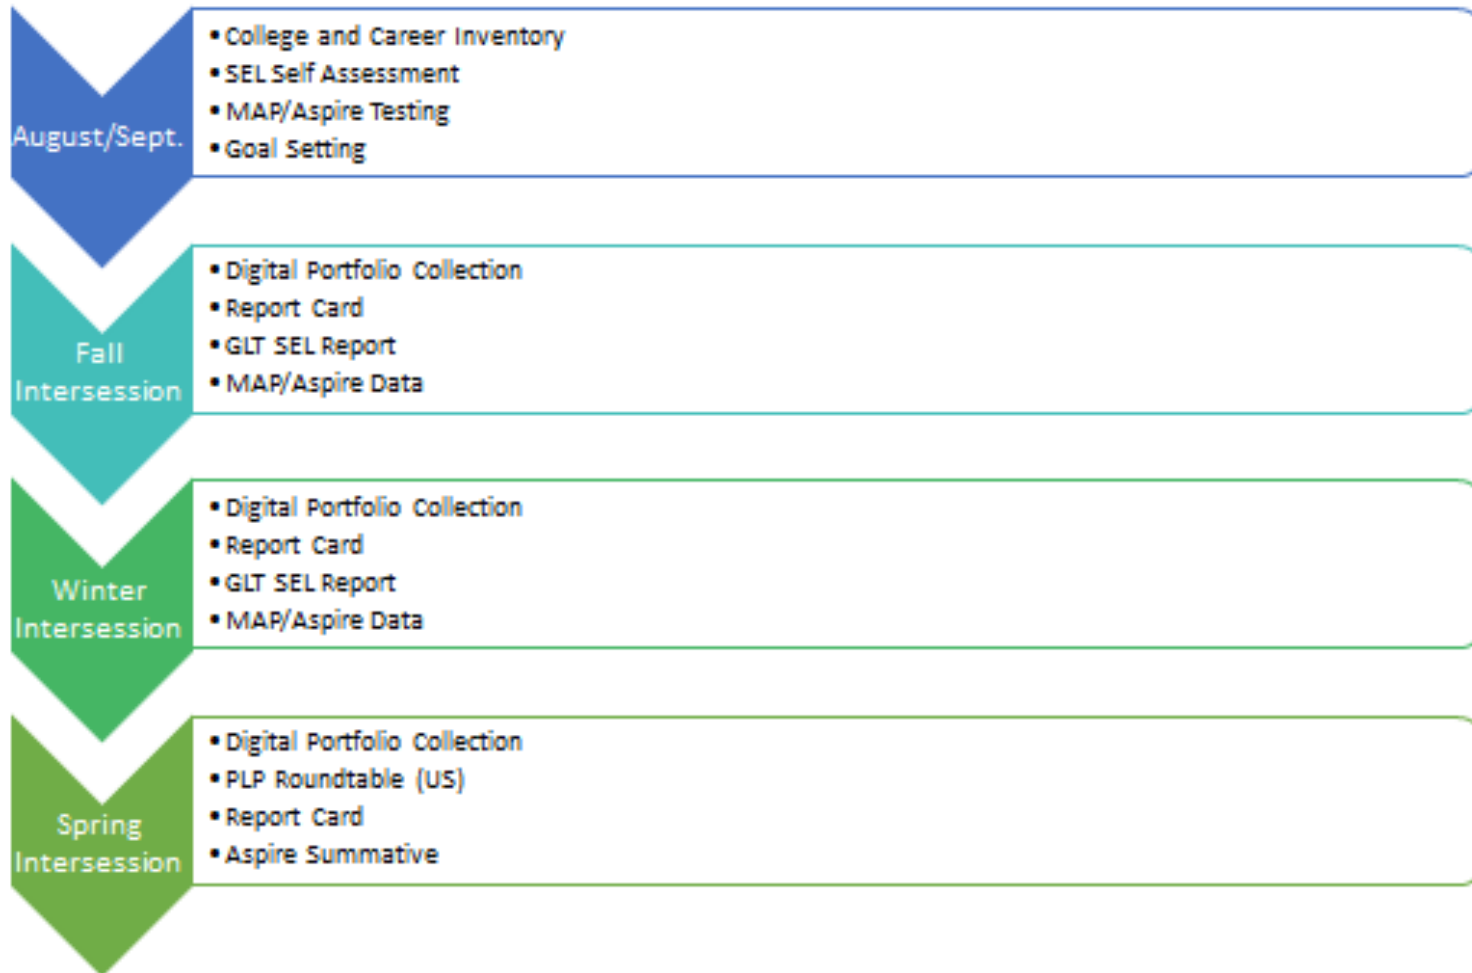 August/Sept.
• College and Career Inventory
• SEL Self Assessment
• MAP/Aspire Testing
• Goal Setting
Fall
Intersession
• Digital Portfolio Collection
• Report Card
• GLT SEL Report
• MAP/Aspire Data
Winter
Intersession
• Digital Portfolio Collection
• Report Card
• GLT SEL Report
• MAP/Aspire Data
Spring
Intersession
• Digital Portfolio Collection
• PLP Roundtable (US)
• Report Card
• Aspire Summative